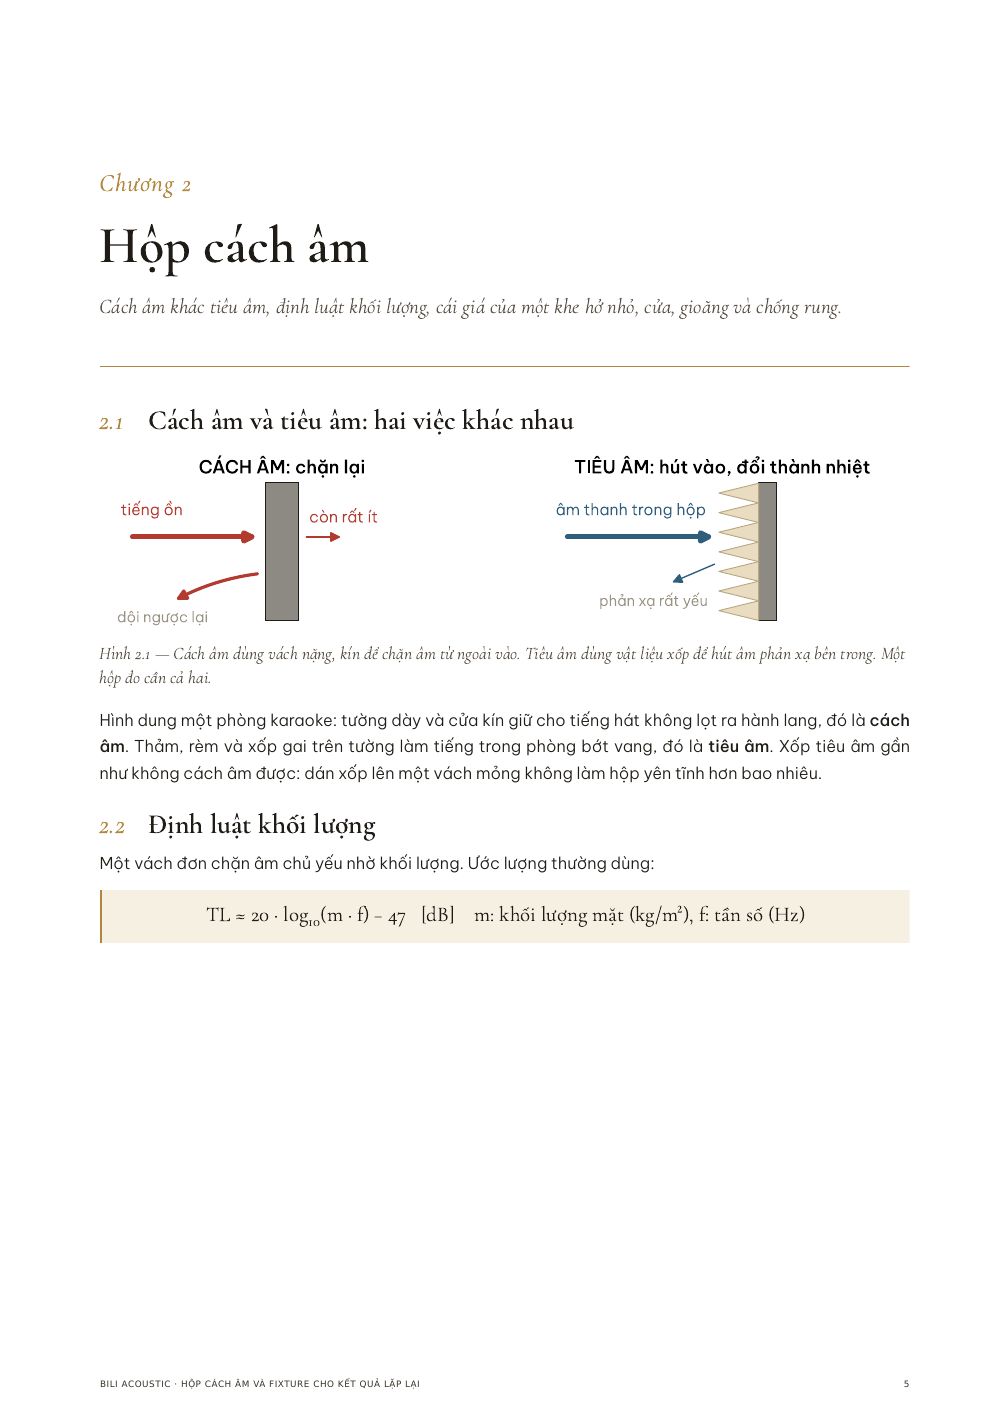 Chương 2
Hộp cách âm
Cách âm khác tiêu âm, định luật khối lượng, cái giá của một khe hở nhỏ, cửa, gioăng và chống rung.
2.1 Cách âm và tiêu âm: hai việc khác nhau
CÁCH ÂM: chặn lại
tiếng ồn
còn rất ít
dội ngược lại
TIÊU ÂM: hút vào, đổi thành nhiệt
âm thanh trong hộp
phản xạ rất yếu
Hình 2.1 — Cách âm dùng vách nặng, kín để chặn âm từ ngoài vào. Tiêu âm dùng vật liệu xốp để hút âm phản xạ bên trong. Một
hộp đo cần cả hai.
Hình dung một phòng karaoke: tường dày và cửa kín giữ cho tiếng hát không lọt ra hành lang, đó là cách
âm. Thảm, rèm và xốp gai trên tường làm tiếng trong phòng bớt vang, đó là tiêu âm. Xốp tiêu âm gần
như không cách âm được: dán xốp lên một vách mỏng không làm hộp yên tĩnh hơn bao nhiêu.
2.2 Định luật khối lượng
Một vách đơn chặn âm chủ yếu nhờ khối lượng. Ước lượng thường dùng:
TL ≈ 20 · log₁₀(m · f) − 47 [dB] m: khối lượng mặt (kg/m²), f: tần số (Hz)
BILI ACOUSTIC · HỘP CÁCH ÂM VÀ FIXTURE CHO KẾT QUẢ LẶP LẠI
5